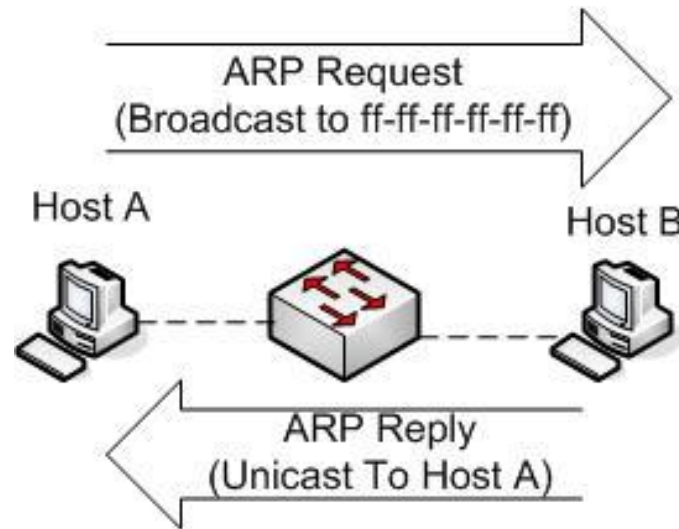 ARP Request
(Broadcast to ff-ff-ff-ff-ff-ff)
Host A
Host B
ARP Reply
(Unicast To Host A)